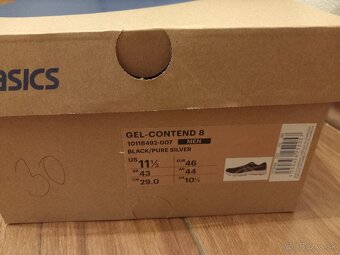 asics
GEL-CONTEND 8
1011B492-007 MEN
BLACK/PURE SILVER
US 11½ EUR 46
BR 43 AR 44
CM 29.0 UK 10½
30